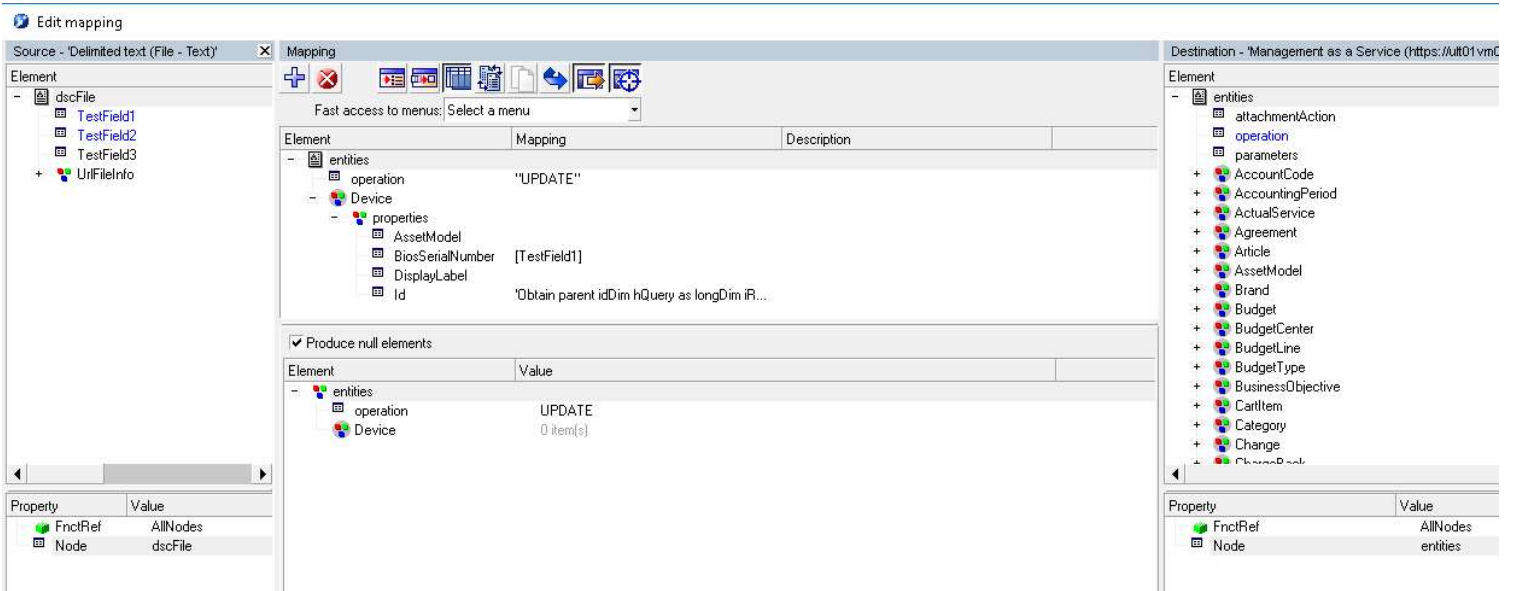 Edit mapping
Source - 'Delimited text (File - Text)'
Element
dscFile
TestField1
TestField2
TestField3
UrlFileInfo
Property Value
FnctRef AllNodes
Node dscFile
Mapping
Fast access to menus: Select a menu
Element Mapping Description
entities
operation "UPDATE"
Device
properties
AssetModel
BiosSerialNumber [TestField1]
DisplayLabel
Id 'Obtain parent idDim hQuery as longDim iR...
Produce null elements
Element Value
entities
operation UPDATE
Device 0 item(s)
Destination - 'Management as a Service (https://ult01vm0
Element
entities
attachmentAction
operation
parameters
AccountCode
AccountingPeriod
ActualService
Agreement
Article
AssetModel
Brand
Budget
BudgetCenter
BudgetLine
BudgetType
BusinessObjective
CartItem
Category
Change
ChargeBack
Property Value
FnctRef AllNodes
Node entities